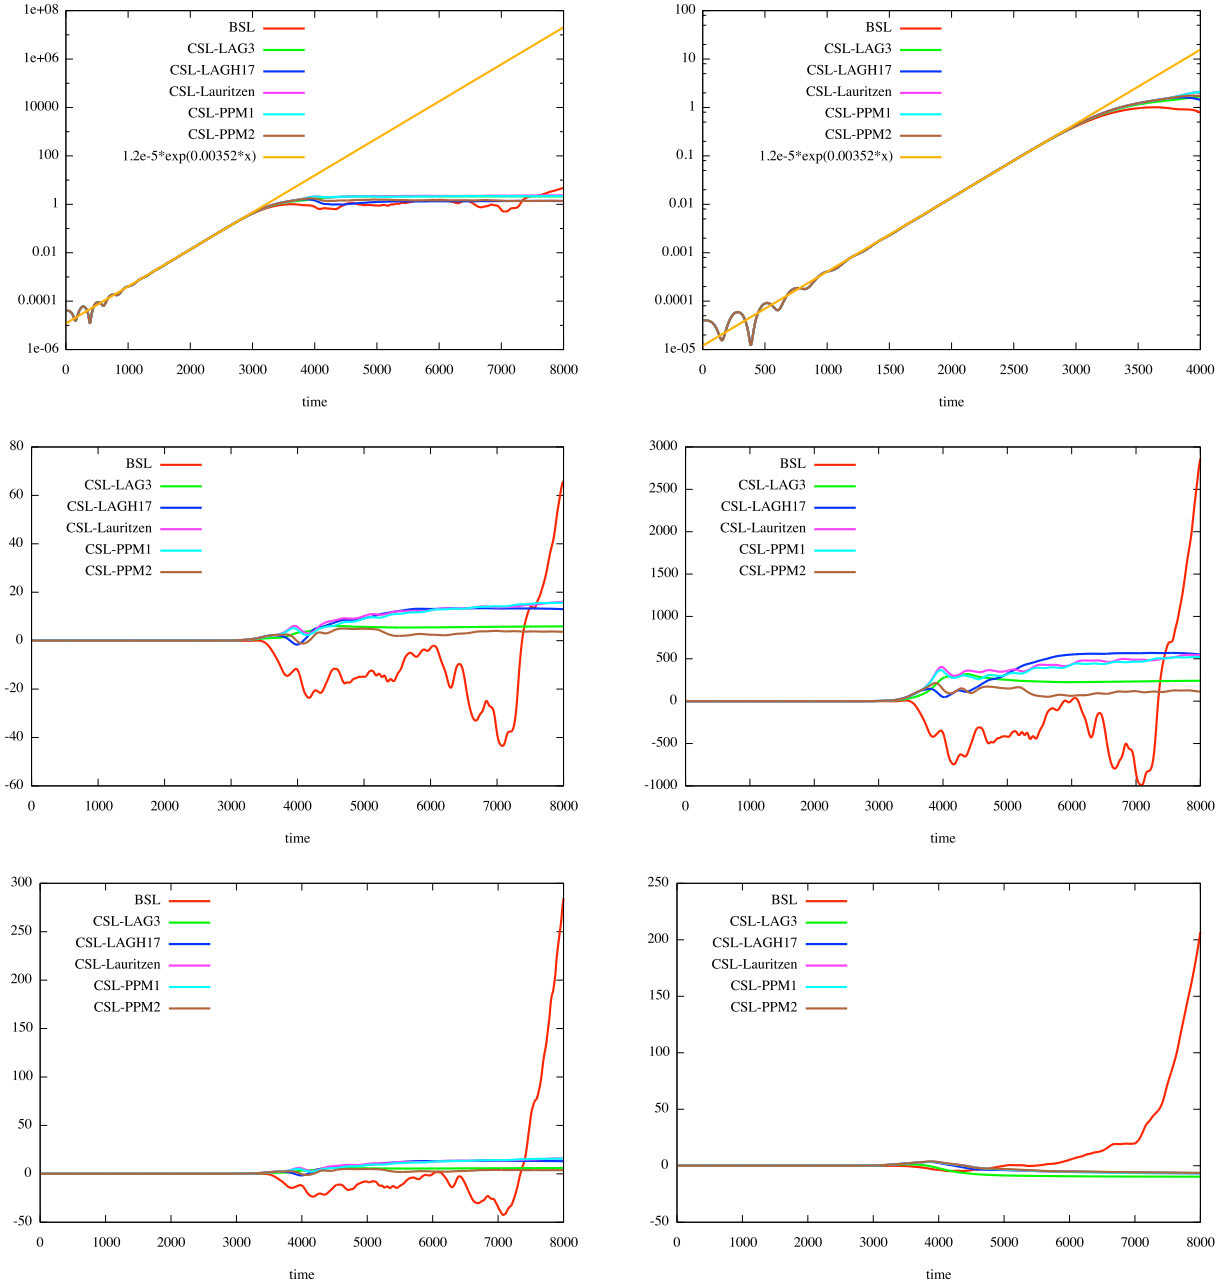 1e+08
1e+06
10000
100
1
0.01
0.0001
1e-06
BSL
CSL-LAG3
CSL-LAGH17
CSL-Lauritzen
CSL-PPM1
CSL-PPM2
1.2e-5*exp(0.00352*x)
0 1000 2000 3000 4000 5000 6000 7000 8000
time
100
10
1
0.1
0.01
0.001
0.0001
1e-05
BSL
CSL-LAG3
CSL-LAGH17
CSL-Lauritzen
CSL-PPM1
CSL-PPM2
1.2e-5*exp(0.00352*x)
0 500 1000 1500 2000 2500 3000 3500 4000
time
80
60
40
20
0
-20
-40
-60
BSL
CSL-LAG3
CSL-LAGH17
CSL-Lauritzen
CSL-PPM1
CSL-PPM2
0 1000 2000 3000 4000 5000 6000 7000 8000
time
3000
2500
2000
1500
1000
500
0
-500
-1000
BSL
CSL-LAG3
CSL-LAGH17
CSL-Lauritzen
CSL-PPM1
CSL-PPM2
0 1000 2000 3000 4000 5000 6000 7000 8000
time
300
250
200
150
100
50
0
-50
BSL
CSL-LAG3
CSL-LAGH17
CSL-Lauritzen
CSL-PPM1
CSL-PPM2
0 1000 2000 3000 4000 5000 6000 7000 8000
time
250
200
150
100
50
0
-50
BSL
CSL-LAG3
CSL-LAGH17
CSL-Lauritzen
CSL-PPM1
CSL-PPM2
0 1000 2000 3000 4000 5000 6000 7000 8000
time